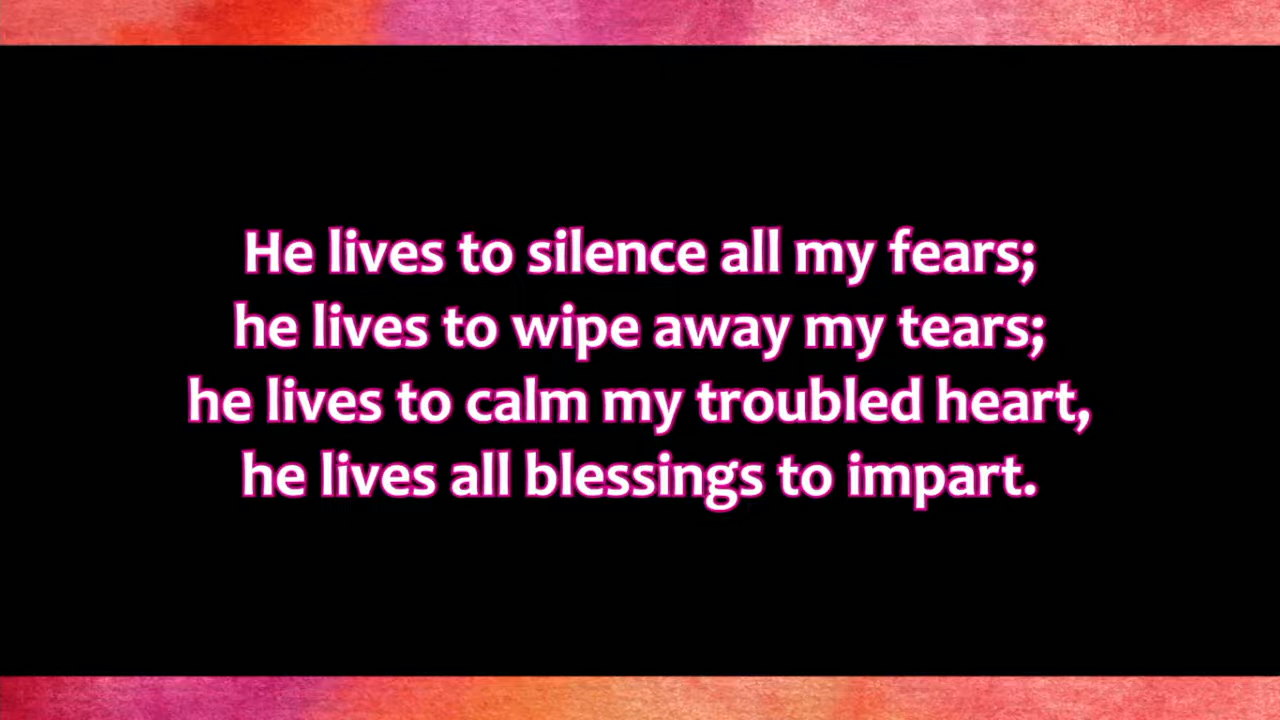 He lives to silence all my fears;
he lives to wipe away my tears;
he lives to calm my troubled heart,
he lives all blessings to impart.